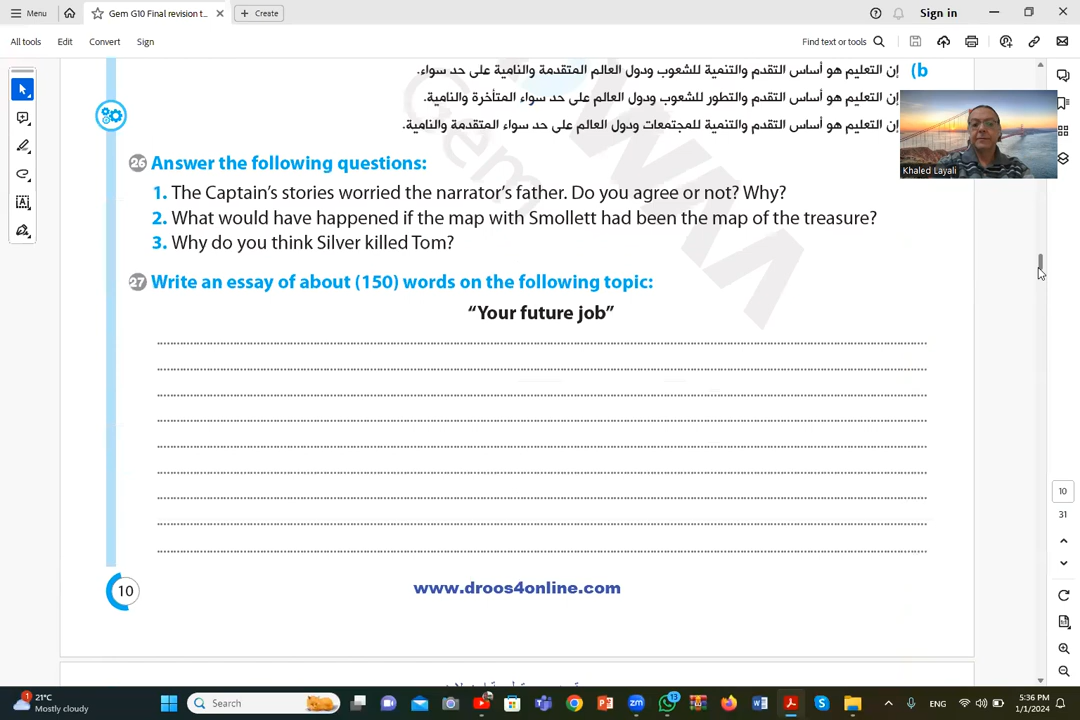 Menu
Gem G10 Final revision t...
Create
Sign in
All tools
Edit
Convert
Sign
Find text or tools
b) إن التعليم هو أساس التقدم والتنمية للشعوب ودول العالم المتقدمة والنامية على حد سواء.
إن التعليم هو أساس التقدم والتطور للشعوب ودول العالم على حد سواء المتأخرة والنامية.
إن التعليم هو أساس التقدم والتنمية للمجتمعات ودول العالم على حد سواء المتقدمة والنامية.
Khaled Layali
26 Answer the following questions:
1. The Captain's stories worried the narrator's father. Do you agree or not? Why?
2. What would have happened if the map with Smollett had been the map of the treasure?
3. Why do you think Silver killed Tom?
27 Write an essay of about (150) words on the following topic:
“Your future job”
10
31
10
www.droos4online.com
21°C
Mostly cloudy
Search
13
ENG
5:36 PM
1/1/2024